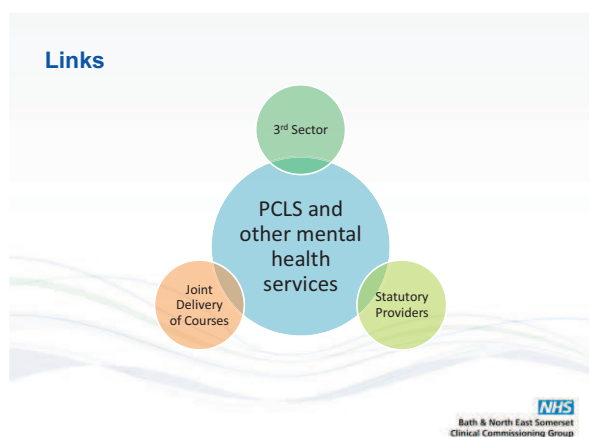 Links
3rd Sector
PCLS and
other mental
health
services
Joint
Delivery
of Courses
Statutory
Providers
NHS
Bath & North East Somerset
Clinical Commissioning Group